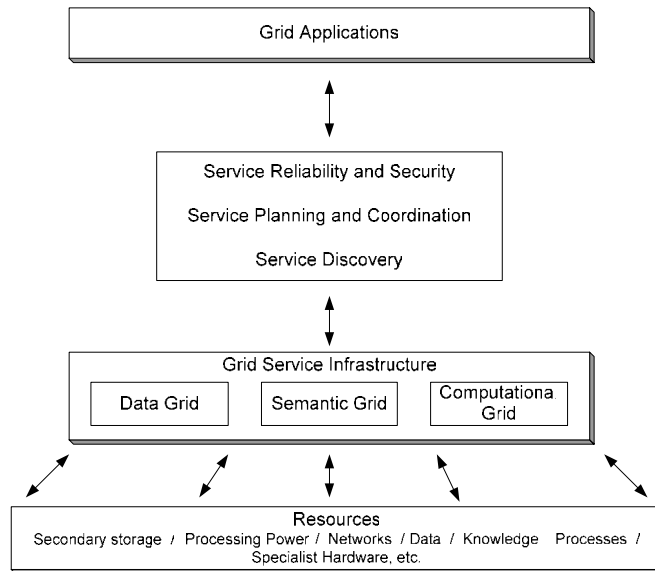 Grid Applications
Service Reliability and Security
Service Planning and Coordination
Service Discovery
Grid Service Infrastructure
Data Grid
Semantic Grid
Computationa
Grid
Resources
Secondary storage / Processing Power / Networks / Data / Knowledge Processes /
Specialist Hardware, etc.